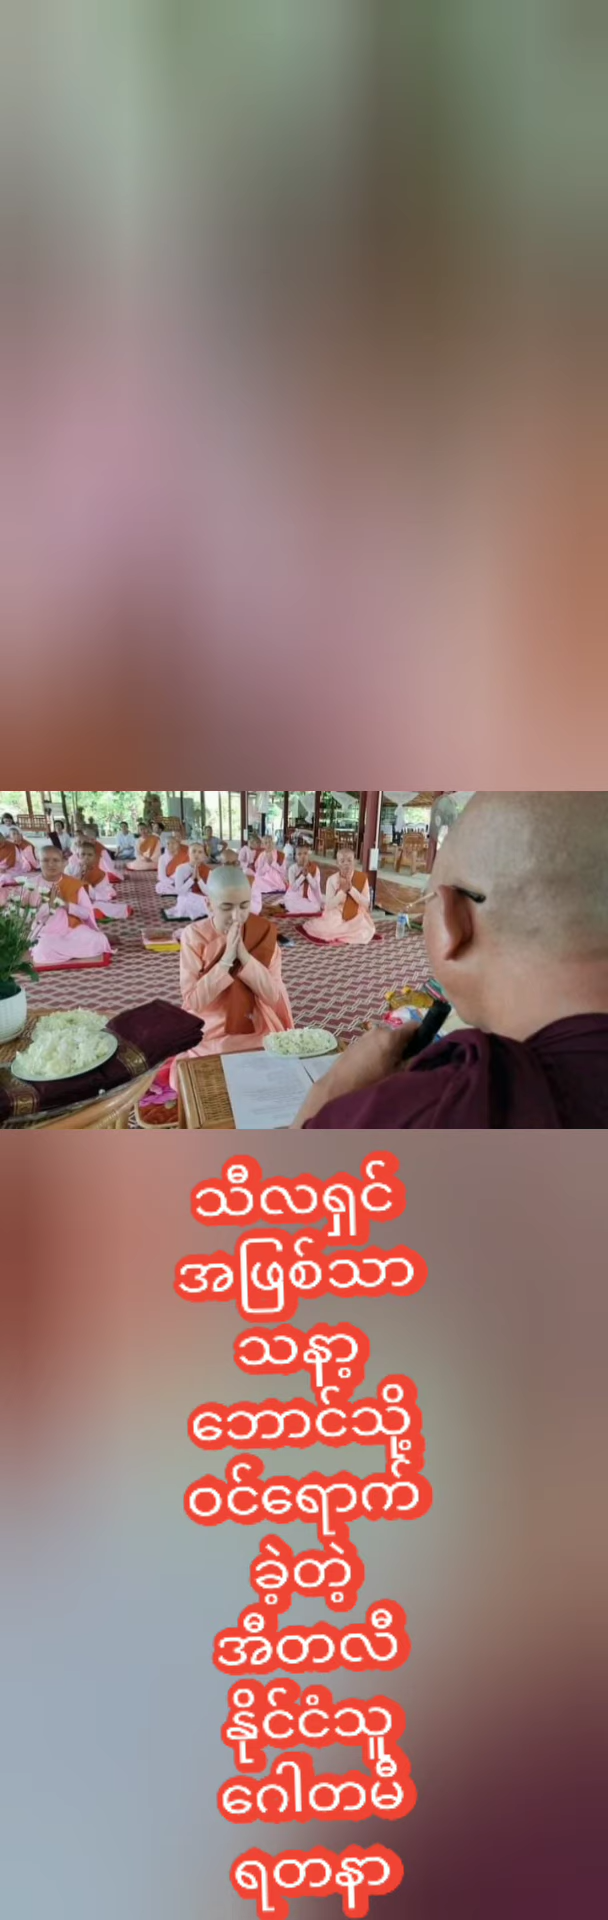 သီလရှင်
အဖြစ်သာ
သနာ့
ဘောင်သို့
ဝင်ရောက်
ခဲ့တဲ့
အီတလီ
နိုင်ငံသူ
ဂေါတမီ
ရတနာ